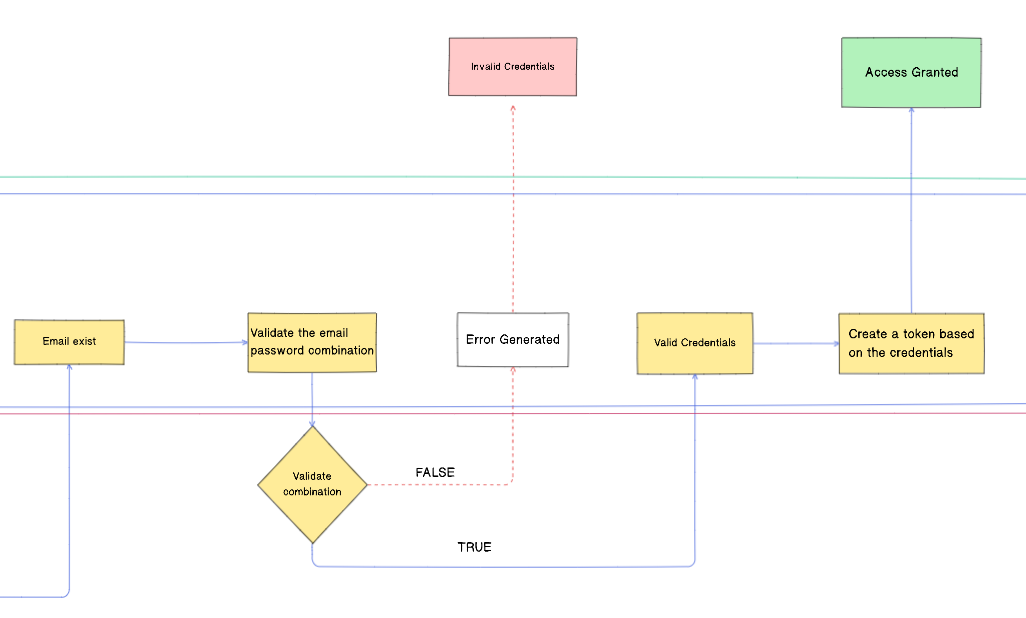 Invalid Credentials
Access Granted
Email exist
Validate the email
password combination
Error Generated
Valid Credentials
Create a token based
on the credentials
Validate
combination
FALSE
TRUE